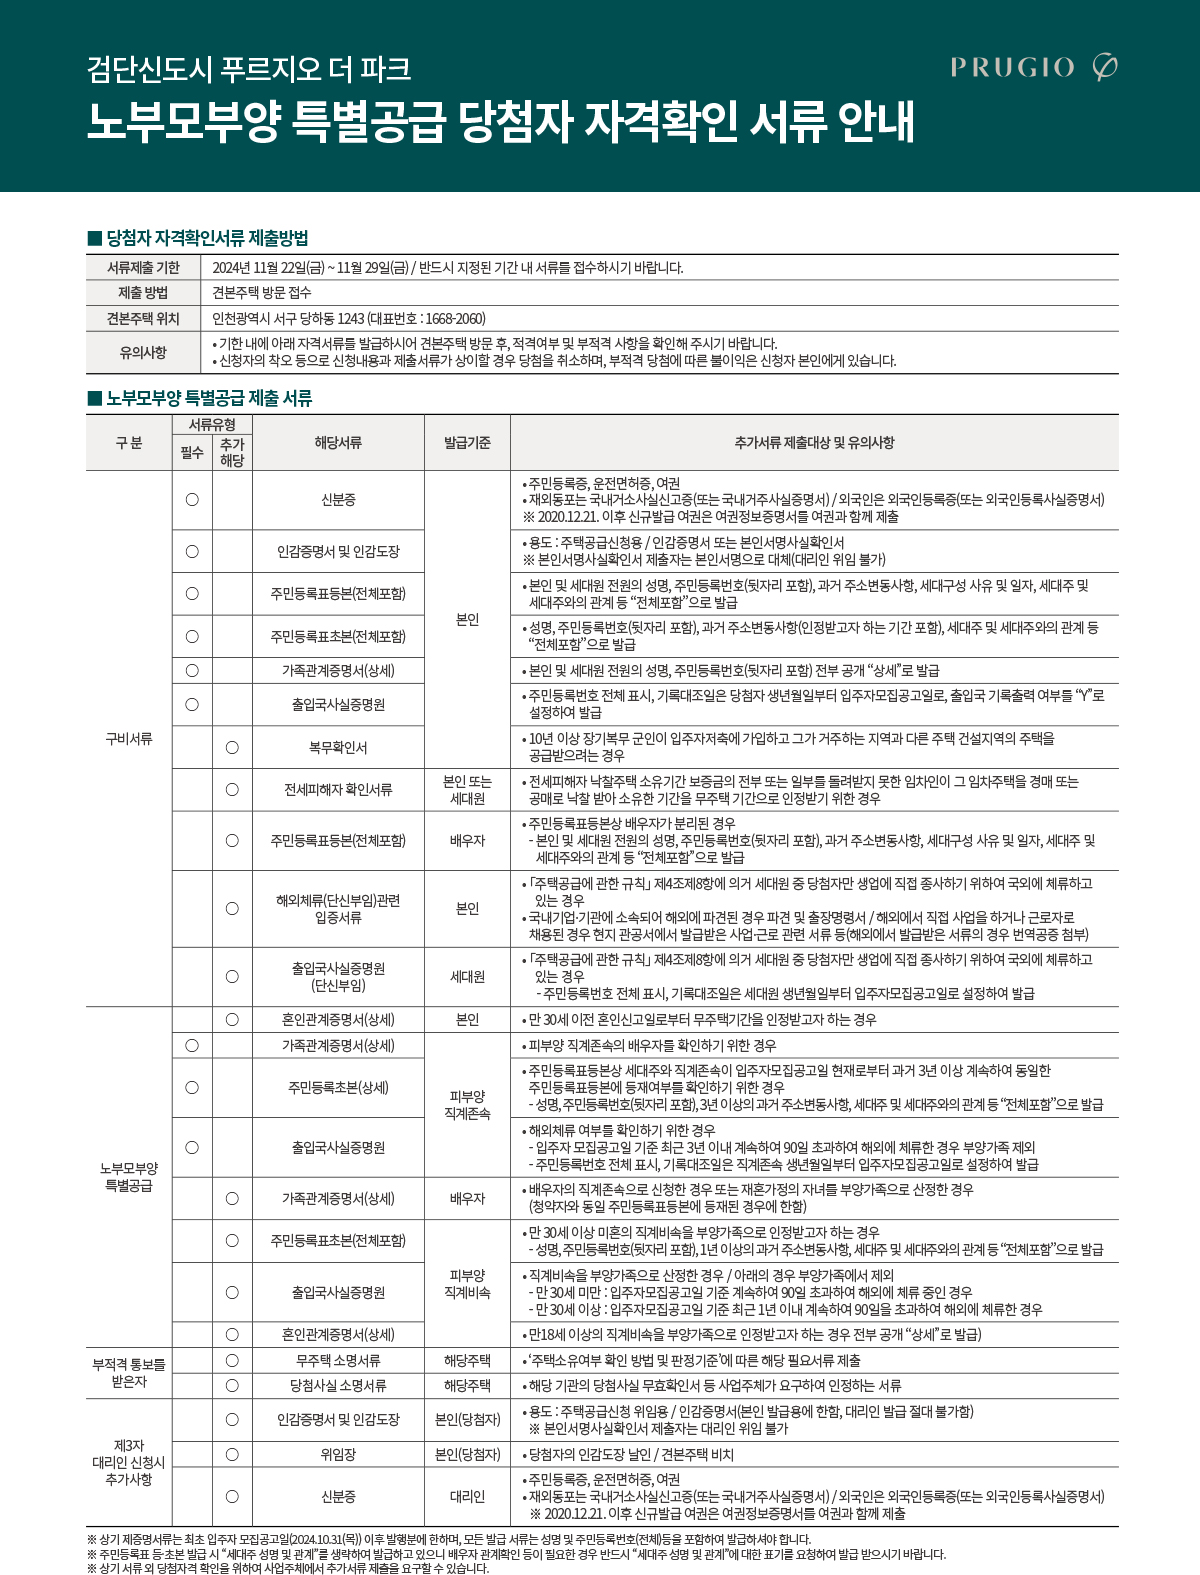 검단신도시 푸르지오 더 파크
PRUGIO
노부모부양 특별공급 당첨자 자격확인 서류 안내
■ 당첨자 자격확인서류 제출방법
서류제출 기한 2024년 11월 22일(금) ~ 11월 29일(금) / 반드시 지정된 기간 내 서류를 접수하시기 바랍니다.
제출 방법 견본주택 방문 접수
견본주택 위치 인천광역시 서구 당하동 1243 (대표번호 : 1668-2060)
유의사항
• 기한 내에 아래 자격서류를 발급하시어 견본주택 방문 후, 적격여부 및 부적격 사항을 확인해 주시기 바랍니다.
• 신청자의 착오 등으로 신청내용과 제출서류가 상이할 경우 당첨을 취소하며, 부적격 당첨에 따른 불이익은 신청자 본인에게 있습니다.
■ 노부모부양 특별공급 제출 서류
구 분 서류유형 해당서류 발급기준 추가서류 제출대상 및 유의사항
필수 추가
해당
구비서류
○ 신분증 본인
• 주민등록증, 운전면허증, 여권
• 재외동포는 국내거소사실신고증(또는 국내거주사실증명서) / 외국인은 외국인등록증(또는 외국인등록사실증명서)
※ 2020.12.21. 이후 신규발급 여권은 여권정보증명서를 여권과 함께 제출
○ 인감증명서 및 인감도장
• 용도 : 주택공급신청용 / 인감증명서 또는 본인서명사실확인서
※ 본인서명사실확인서 제출자는 본인서명으로 대체(대리인 위임 불가)
○ 주민등록표등본(전체포함)
• 본인 및 세대원 전원의 성명, 주민등록번호(뒷자리 포함), 과거 주소변동사항, 세대구성 사유 및 일자, 세대주 및
세대주와의 관계 등 “전체포함”으로 발급
○ 주민등록표초본(전체포함)
• 성명, 주민등록번호(뒷자리 포함), 과거 주소변동사항(인정받고자 하는 기간 포함), 세대주 및 세대주와의 관계 등
“전체포함”으로 발급
○ 가족관계증명서(상세) • 본인 및 세대원 전원의 성명, 주민등록번호(뒷자리 포함) 전부 공개 “상세”로 발급
○ 출입국사실증명원
• 주민등록번호 전체 표시, 기록대조일은 당첨자 생년월일부터 입주자모집공고일로, 출입국 기록출력 여부를 “Y”로
설정하여 발급
○ 복무확인서
• 10년 이상 장기복무 군인이 입주자저축에 가입하고 그가 거주하는 지역과 다른 주택 건설지역의 주택을
공급받으려는 경우
○ 전세피해자 확인서류 본인 또는
세대원
• 전세피해자 낙찰주택 소유기간 보증금의 전부 또는 일부를 돌려받지 못한 임차인이 그 임차주택을 경매 또는
공매로 낙찰 받아 소유한 기간을 무주택 기간으로 인정받기 위한 경우
○ 주민등록표등본(전체포함) 배우자
• 주민등록표등본상 배우자가 분리된 경우
- 본인 및 세대원 전원의 성명, 주민등록번호(뒷자리 포함), 과거 주소변동사항, 세대구성 사유 및 일자, 세대주 및
세대주와의 관계 등 “전체포함”으로 발급
○ 해외체류(단신부임)관련
입증서류 본인
• 「주택공급에 관한 규칙」 제4조제8항에 의거 세대원 중 당첨자만 생업에 직접 종사하기 위하여 국외에 체류하고
있는 경우
• 국내기업·기관에 소속되어 해외에 파견된 경우 파견 및 출장명령서 / 해외에서 직접 사업을 하거나 근로자로
채용된 경우 현지 관공서에서 발급받은 사업·근로 관련 서류 등(해외에서 발급받은 서류의 경우 번역공증 첨부)
○ 출입국사실증명원
(단신부임) 세대원
• 「주택공급에 관한 규칙」 제4조제8항에 의거 세대원 중 당첨자만 생업에 직접 종사하기 위하여 국외에 체류하고
있는 경우
- 주민등록번호 전체 표시, 기록대조일은 세대원 생년월일부터 입주자모집공고일로 설정하여 발급
노부모부양
특별공급
○ 혼인관계증명서(상세) 본인 • 만 30세 이전 혼인신고일로부터 무주택기간을 인정받고자 하는 경우
○ 가족관계증명서(상세) 피부양
직계존속
• 피부양 직계존속의 배우자를 확인하기 위한 경우
○ 주민등록초본(상세)
• 주민등록표등본상 세대주와 직계존속이 입주자모집공고일 현재로부터 과거 3년 이상 계속하여 동일한
주민등록표등본에 등재여부를 확인하기 위한 경우
- 성명, 주민등록번호(뒷자리 포함), 3년 이상의 과거 주소변동사항, 세대주 및 세대주와의 관계 등 “전체포함”으로 발급
○ 출입국사실증명원
• 해외체류 여부를 확인하기 위한 경우
- 입주자 모집공고일 기준 최근 3년 이내 계속하여 90일 초과하여 해외에 체류한 경우 부양가족 제외
- 주민등록번호 전체 표시, 기록대조일은 직계존속 생년월일부터 입주자모집공고일로 설정하여 발급
○ 가족관계증명서(상세) 배우자
• 배우자의 직계존속으로 신청한 경우 또는 재혼가정의 자녀를 부양가족으로 산정한 경우
(청약자와 동일 주민등록표등본에 등재된 경우에 한함)
○ 주민등록표초본(전체포함) 피부양
직계비속
• 만 30세 이상 미혼의 직계비속을 부양가족으로 인정받고자 하는 경우
- 성명, 주민등록번호(뒷자리 포함), 1년 이상의 과거 주소변동사항, 세대주 및 세대주와의 관계 등 “전체포함”으로 발급
○ 출입국사실증명원
• 직계비속을 부양가족으로 산정한 경우 / 아래의 경우 부양가족에서 제외
- 만 30세 미만 : 입주자모집공고일 기준 계속하여 90일 초과하여 해외에 체류 중인 경우
- 만 30세 이상 : 입주자모집공고일 기준 최근 1년 이내 계속하여 90일을 초과하여 해외에 체류한 경우
○ 혼인관계증명서(상세) • 만18세 이상의 직계비속을 부양가족으로 인정받고자 하는 경우 전부 공개 “상세”로 발급)
부적격 통보를
받은자
○ 무주택 소명서류 해당주택 • ‘주택소유여부 확인 방법 및 판정기준’에 따른 해당 필요서류 제출
○ 당첨사실 소명서류 해당주택 • 해당 기관의 당첨사실 무효확인서 등 사업주체가 요구하여 인정하는 서류
제3자
대리인 신청시
추가사항
○ 인감증명서 및 인감도장 본인(당첨자)
• 용도 : 주택공급신청 위임용 / 인감증명서(본인 발급용에 한함, 대리인 발급 절대 불가함)
※ 본인서명사실확인서 제출자는 대리인 위임 불가
○ 위임장 본인(당첨자) • 당첨자의 인감도장 날인 / 견본주택 비치
○ 신분증 대리인
• 주민등록증, 운전면허증, 여권
• 재외동포는 국내거소사실신고증(또는 국내거주사실증명서) / 외국인은 외국인등록증(또는 외국인등록사실증명서)
※ 2020.12.21. 이후 신규발급 여권은 여권정보증명서를 여권과 함께 제출
※ 상기 제증명서류는 최초 입주자 모집공고일(2024.10.31(목)) 이후 발행분에 한하며, 모든 발급 서류는 성명 및 주민등록번호(전체)등을 포함하여 발급하셔야 합니다.
※ 주민등록표 등·초본 발급 시 “세대주 성명 및 관계”를 생략하여 발급하고 있으니 배우자 관계확인 등이 필요한 경우 반드시 “세대주 성명 및 관계”에 대한 표기를 요청하여 발급 받으시기 바랍니다.
※ 상기 서류 외 당첨자격 확인을 위하여 사업주체에서 추가서류 제출을 요구할 수 있습니다.